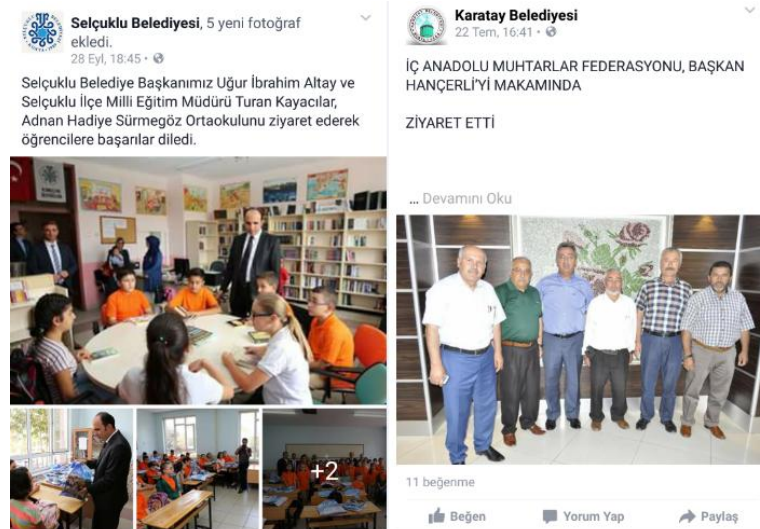 Selçuklu Belediyesi, 5 yeni fotoğraf
ekledi.
28 Eyl, 18:45 •
Selçuklu Belediye Başkanımız Uğur İbrahim Altay ve
Selçuklu İlçe Milli Eğitim Müdürü Turan Kayacılar,
Adnan Hadiye Sürmegöz Ortaokulunu ziyaret ederek
öğrencilere başarılar diledi.
+2
Karatay Belediyesi
22 Tem, 16:41 •
İÇ ANADOLU MUHTARLAR FEDERASYONU, BAŞKAN
HANÇERLİ'Yİ MAKAMINDA
ZİYARET ETTİ
... Devamını Oku
11 beğenme
Beğen
Yorum Yap
Paylaş